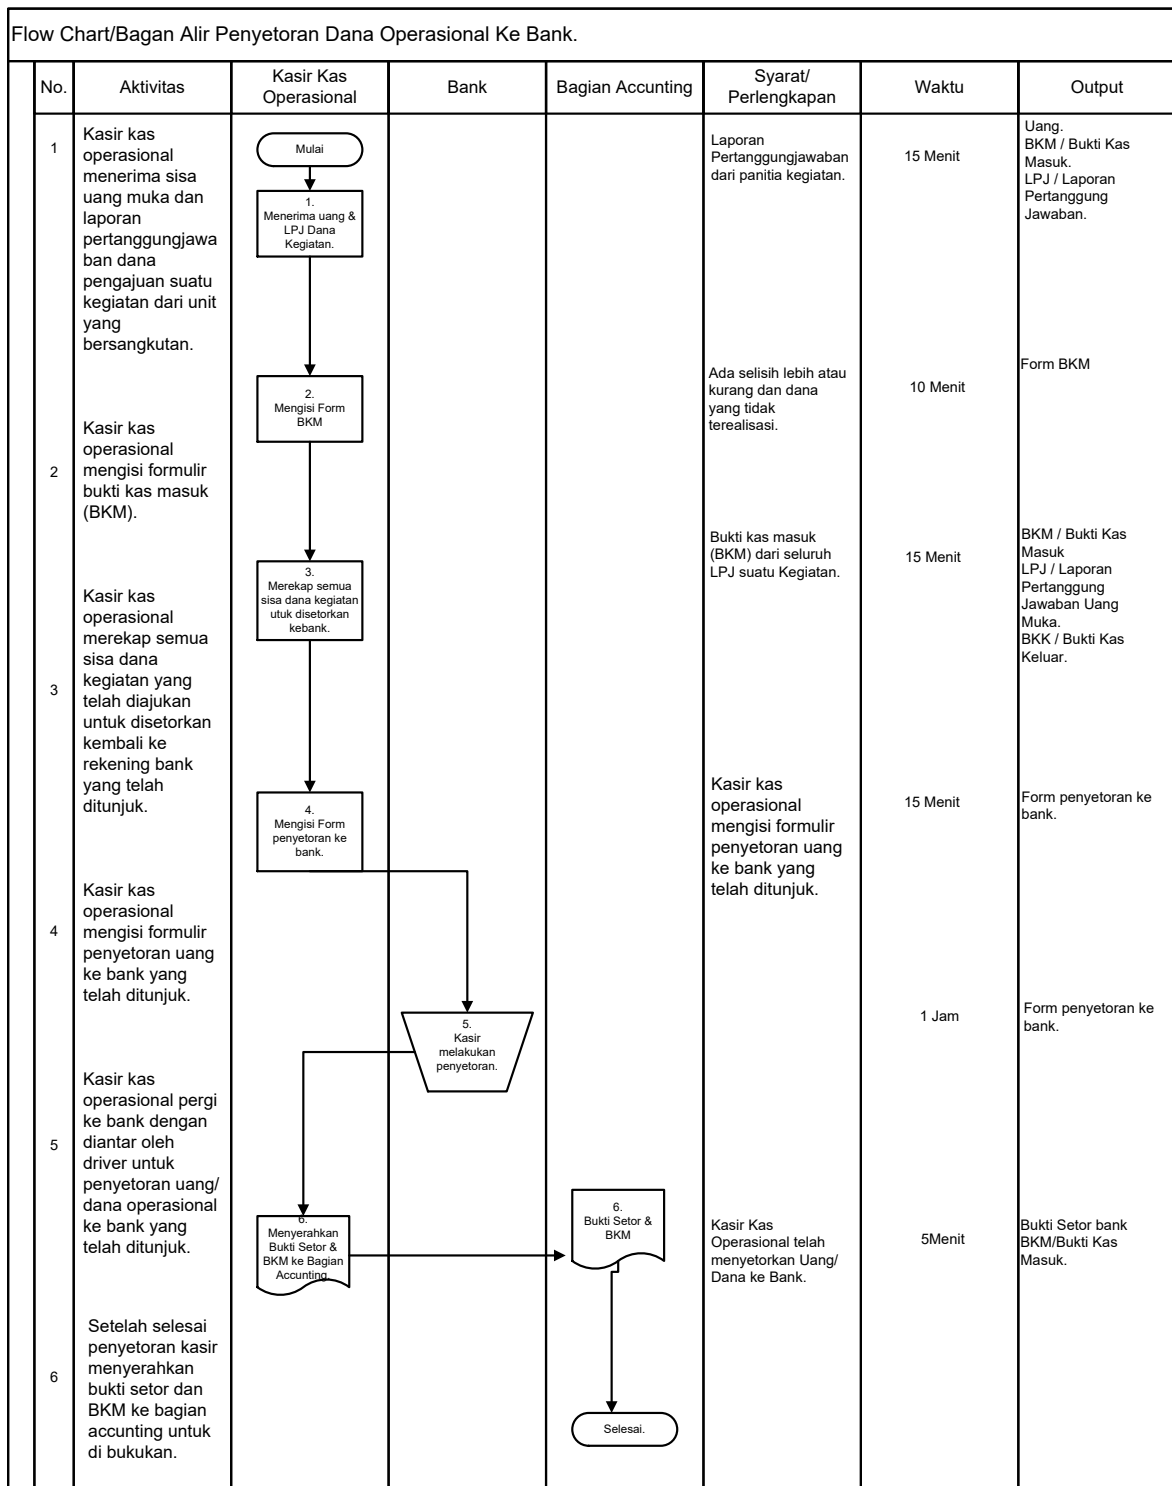 Flow Chart/Bagan Alir Penyetoran Dana Operasional Ke Bank.
No.
Aktivitas
Kasir Kas
Operasional
Bank
Bagian Accunting
Syarat/
Perlengkapan
Waktu
Output
1
Kasir kas
operasional
menerima sisa
uang muka dan
laporan
pertanggungjawa
ban dana
pengajuan suatu
kegiatan dari unit
yang
bersangkutan.
Mulai
1.
Menerima uang &
LPJ Dana
Kegiatan.
Laporan
Pertanggungjawaban
dari panitia kegiatan.
15 Menit
Uang.
BKM / Bukti Kas
Masuk.
LPJ / Laporan
Pertanggung
Jawaban.
2
Kasir kas
operasional
mengisi formulir
bukti kas masuk
(BKM).
2.
Mengisi Form
BKM
Ada selisih lebih atau
kurang dan dana
yang tidak
terealisasi.
10 Menit
Form BKM
3
Kasir kas
operasional
merekap semua
sisa dana
kegiatan yang
telah diajukan
untuk disetorkan
kembali ke
rekening bank
yang telah
ditunjuk.
3.
Merekap semua
sisa dana kegiatan
utuk disetorkan
kebank.
Bukti kas masuk
(BKM) dari seluruh
LPJ suatu Kegiatan.
15 Menit
BKM / Bukti Kas
Masuk
LPJ / Laporan
Pertanggung
Jawaban Uang
Muka.
BKK / Bukti Kas
Keluar.
4
Kasir kas
operasional
mengisi formulir
penyetoran uang
ke bank yang
telah ditunjuk.
4.
Mengisi Form
penyetoran ke
bank.
Kasir kas
operasional
mengisi formulir
penyetoran uang
ke bank yang
telah ditunjuk.
15 Menit
Form penyetoran ke
bank.
5
Kasir kas
operasional pergi
ke bank dengan
diantar oleh
driver untuk
penyetoran uang/
dana operasional
ke bank yang
telah ditunjuk.
5.
Kasir
melakukan
penyetoran.
1 Jam
Form penyetoran ke
bank.
6
Setelah selesai
penyetoran kasir
menyerahkan
bukti setor dan
BKM ke bagian
accunting untuk
di bukukan.
6.
Menyerahkan
Bukti Setor &
BKM ke Bagian
Accunting.
6.
Bukti Setor &
BKM
Selesai.
Kasir Kas
Operasional telah
menyetorkan Uang/
Dana ke Bank.
5Menit
Bukti Setor bank
BKM/Bukti Kas
Masuk.